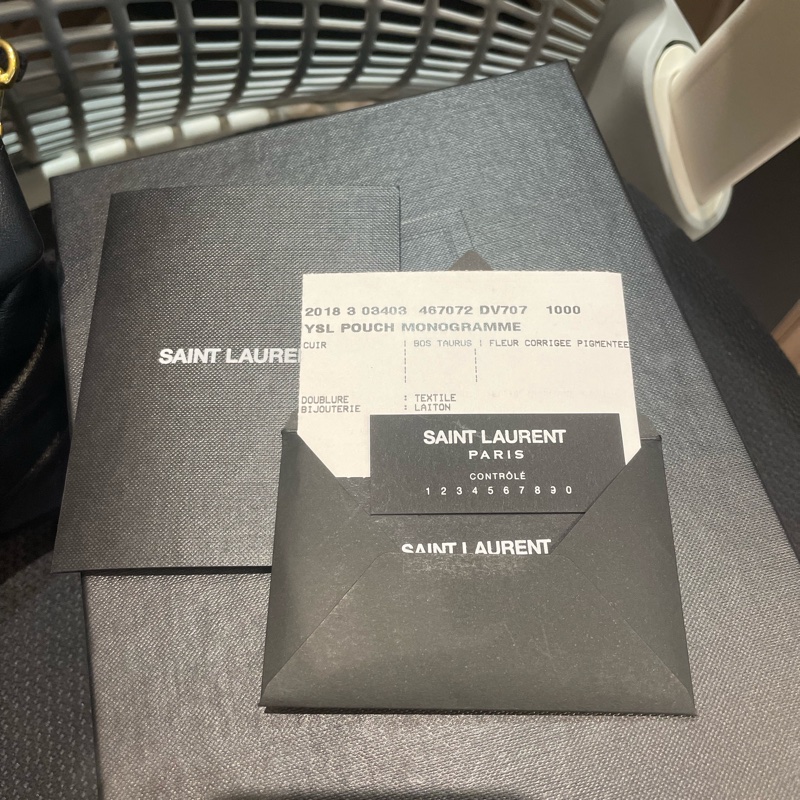 SAINT LAUREN
2018 3 03403 467072 DV707 1000
YSL POUCH MONOGRAMME
CUIR | BOS TAURUS | FLEUR CORRIGEE PIGMENTEE
DOUBLURE : TEXTILE
BIJOUTERIE : LAITON
SAINT LAURENT
PARIS
CONTRÔLÉ
1 2 3 4 5 6 7 8 9 0
SAINT LAURENT